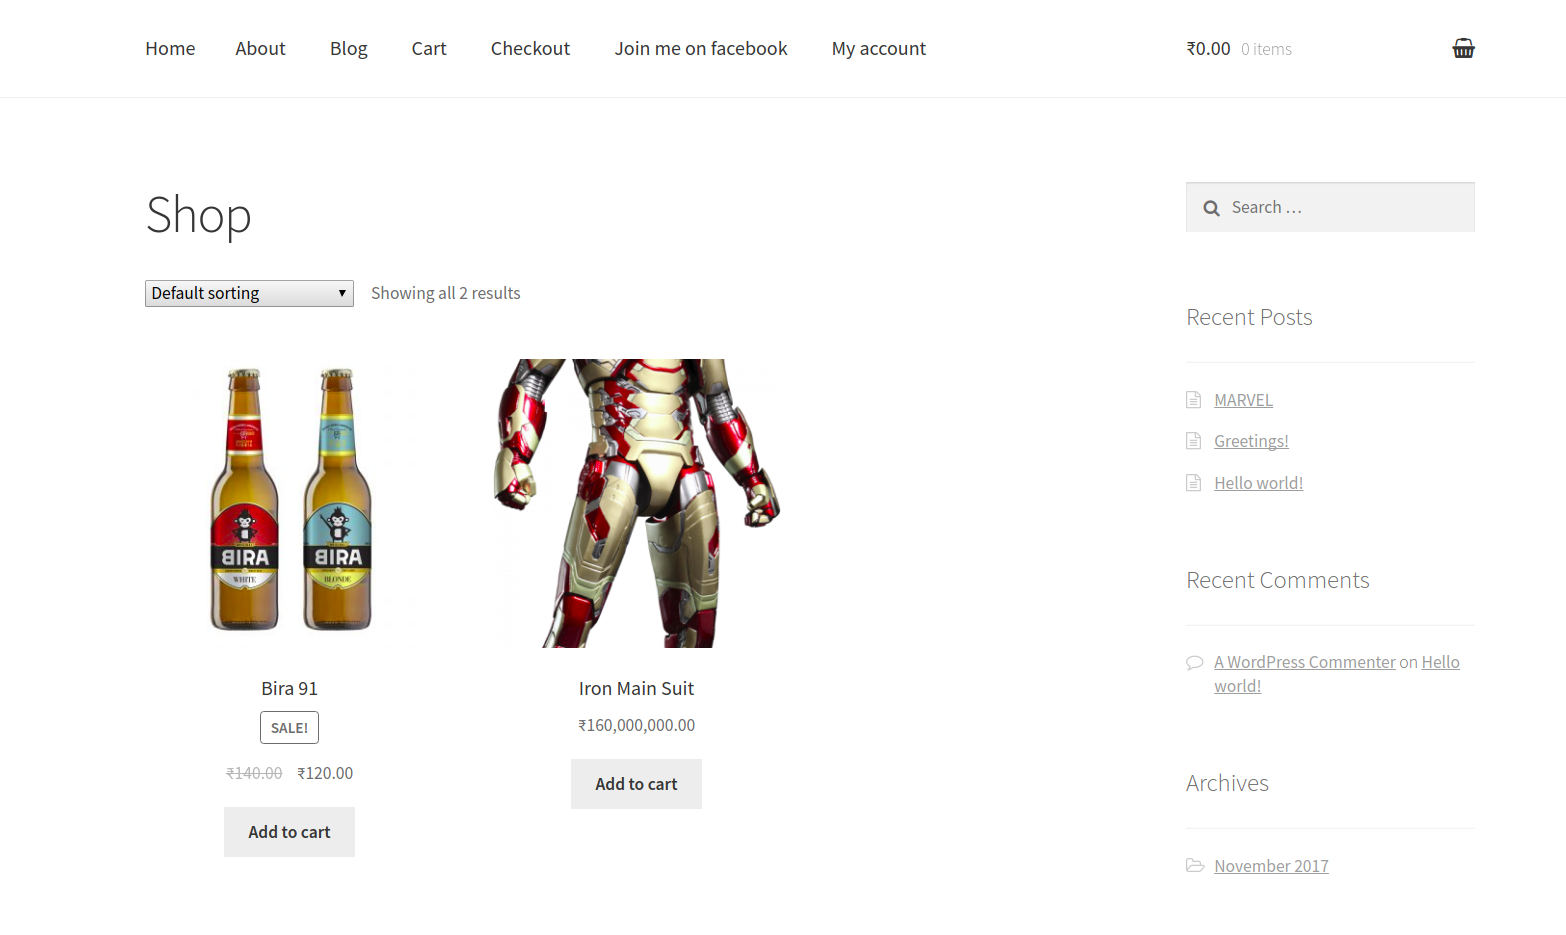 Home About Blog Cart Checkout Join me on facebook My account ₹0.00 0 items
Shop
Default sorting Showing all 2 results
BIRA
WHITE
BIRA
BLONDE
Bira 91
SALE!
₹140.00 ₹120.00
Add to cart
Iron Main Suit
₹160,000,000.00
Add to cart
Search …
Recent Posts
MARVEL
Greetings!
Hello world!
Recent Comments
A WordPress Commenter on Hello
world!
Archives
November 2017